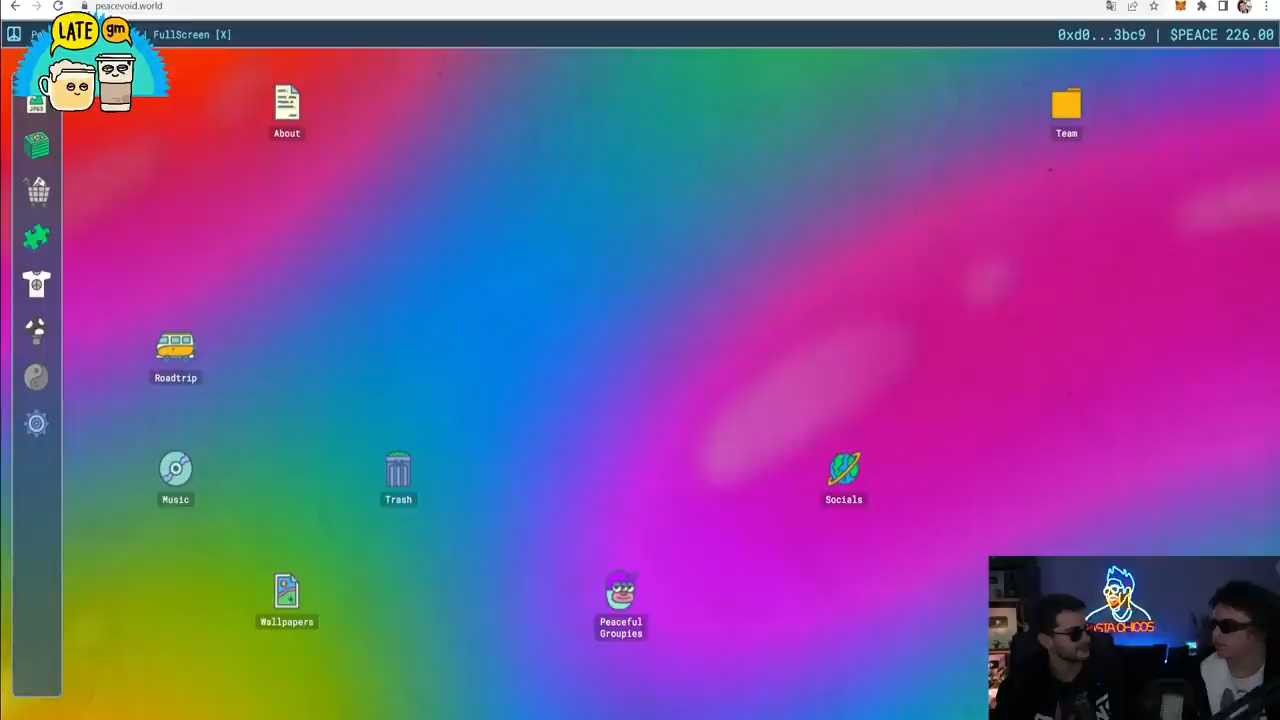 peacevoid.world
LATE gm
FullScreen [X]
0xd0...3bc9 | $PEACE 226.00
JPGS
About
Team
Roadtrip
Music
Trash
Socials
Wallpapers
Peaceful
Groupies